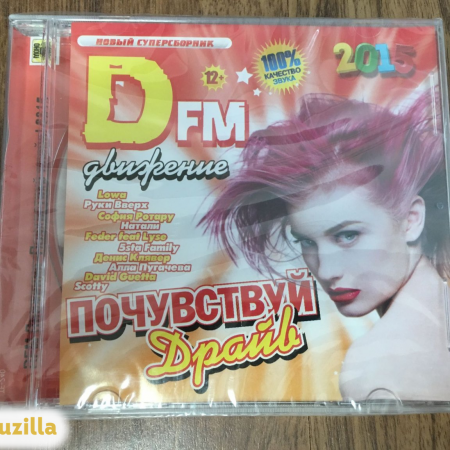 НОВЫЙ СУПЕРСБОРНИК
2015
100%
КАЧЕСТВО
ЗВУКА
12+
DFM
движение
Lowa
Руки Вверх
София Ротару
Натали
Feder feat Lyse
5sta Family
Денис Клявер
Алла Пугачева
David Guetta
Scotty
ПОЧУВСТВУЙ
Драйв
uzilla